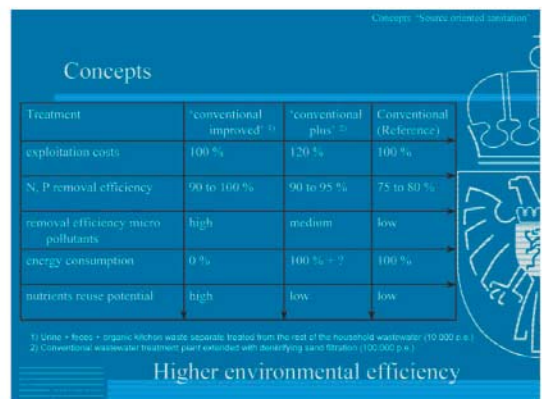 Concepts "Source oriented sanitation"
Concepts
Treatment 'conventional improved' 1) 'conventional plus' 2) Conventional (Reference)
exploitation costs 100 % 120 % 100 %
N, P removal efficiency 90 to 100 % 90 to 95 % 75 to 80 %
removal efficiency micro pollutants high medium low
energy consumption 0 % 100 % + ? 100 %
nutrients reuse potential high low low
1) Urine + feces + organic kitchen waste separate treated from the rest of the household wastewater (10.000 p.e.)
2) Conventional wastewater treatment plant extended with denitrifying sand filtration (100.000 p.e.)
Higher environmental efficiency